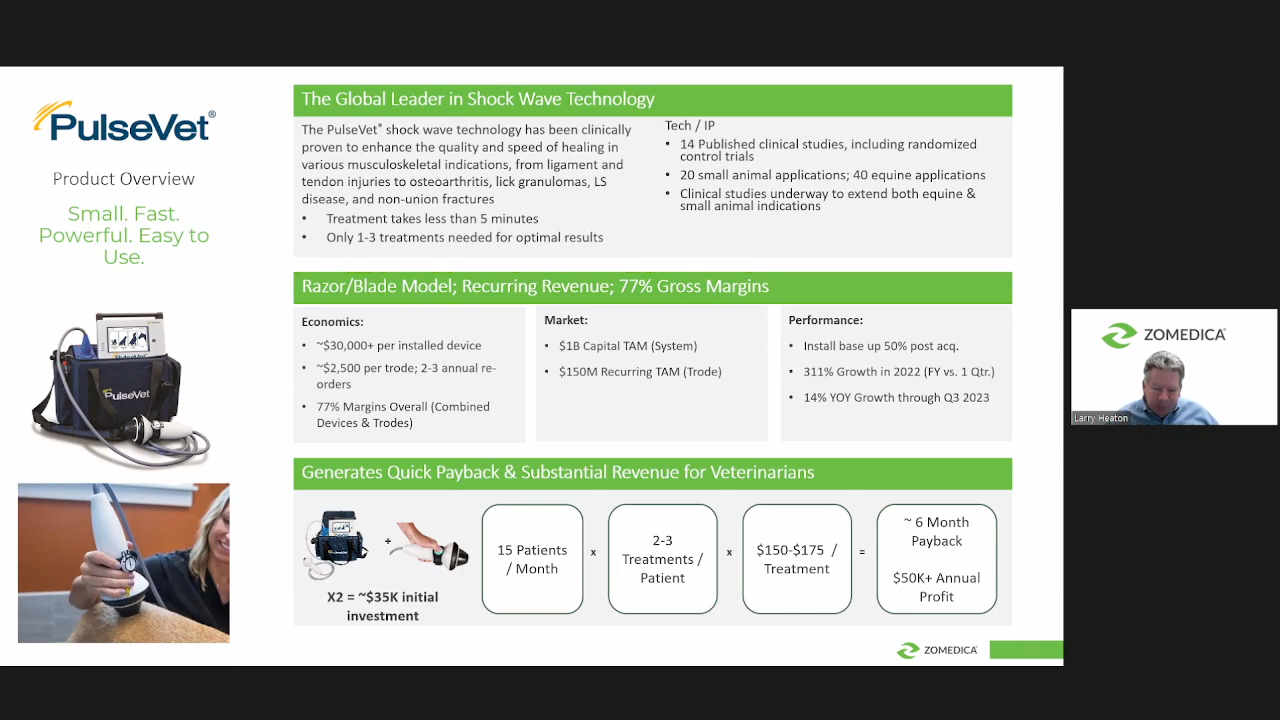 PulseVet®
Product Overview
Small. Fast.
Powerful. Easy to
Use.
PulseVet
The Global Leader in Shock Wave Technology
The PulseVet® shock wave technology has been clinically
proven to enhance the quality and speed of healing in
various musculoskeletal indications, from ligament and
tendon injuries to osteoarthritis, lick granulomas, LS
disease, and non-union fractures
• Treatment takes less than 5 minutes
• Only 1-3 treatments needed for optimal results
Tech / IP
• 14 Published clinical studies, including randomized
control trials
• 20 small animal applications; 40 equine applications
• Clinical studies underway to extend both equine &
small animal indications
Razor/Blade Model; Recurring Revenue; 77% Gross Margins
Economics:
• ~$30,000+ per installed device
• ~$2,500 per trode; 2-3 annual re-
orders
• 77% Margins Overall (Combined
Devices & Trodes)
Market:
• $1B Capital TAM (System)
• $150M Recurring TAM (Trode)
Performance:
• Install base up 50% post acq.
• 311% Growth in 2022 (FY vs. 1 Qtr.)
• 14% YOY Growth through Q3 2023
Generates Quick Payback & Substantial Revenue for Veterinarians
PulseVet
+
X2 = ~$35K initial
investment
15 Patients
/ Month
x
2-3
Treatments /
Patient
x
$150-$175 /
Treatment
=
~ 6 Month
Payback
$50K+ Annual
Profit
ZOMEDICA
ZOMEDICA
Larry Heaton